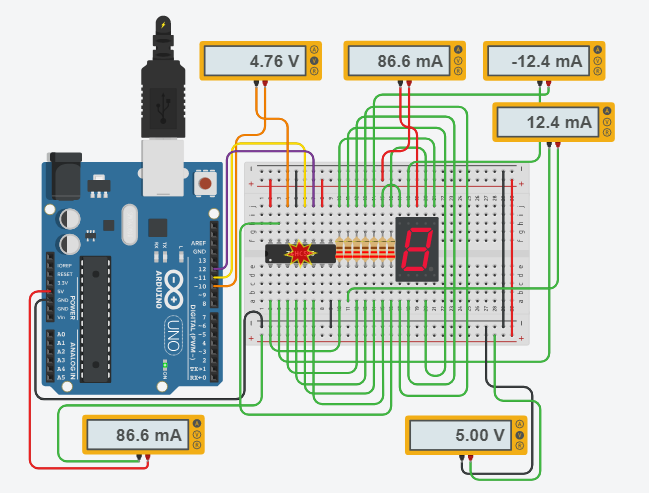 4.76 V
A
V
R
86.6 mA
A
V
R
-12.4 mA
A
V
R
12.4 mA
A
V
R
AREF
GND
13
12
~11
~10
~9
8
7
~6
~5
4
~3
2
TX→1
RX←0
DIGITAL (PWM~)
ARDUINO
UNO
TX
RX
L
ON
IOREF
RESET
3.3V
5V
GND
GND
Vin
POWER
A0
A1
A2
A3
A4
A5
ANALOG IN
86.6 mA
A
V
R
5.00 V
A
V
R